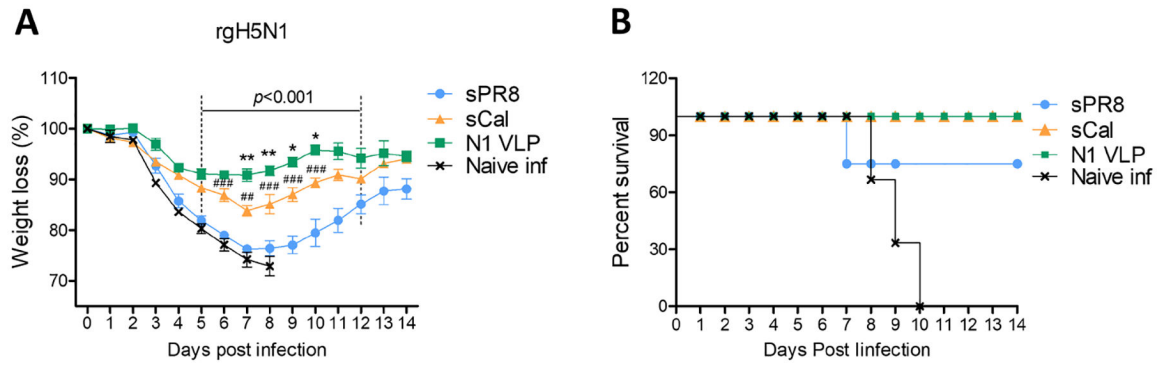 A
rgH5N1
Weight loss (%)
110
100
90
80
70
p<0.001
** ** * *
### ## ### ### ###
0 1 2 3 4 5 6 7 8 9 10 11 12 13 14
Days post infection
sPR8
sCal
N1 VLP
Naive inf
B
Percent survival
120
90
60
30
0
0 1 2 3 4 5 6 7 8 9 10 11 12 13 14
Days Post Iinfection
sPR8
sCal
N1 VLP
Naive inf